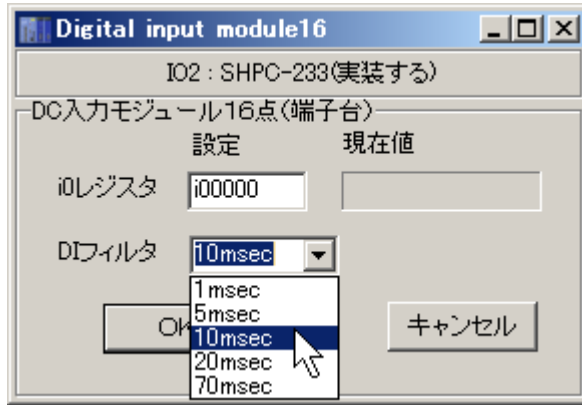 Digital input module16
IO2 : SHPC-233(実装する)
DC入力モジュール16点(端子台)
設定 現在値
i0レジスタ i00000
DIフィルタ 10msec
1msec
5msec
OK キャンセル
10msec
20msec
70msec